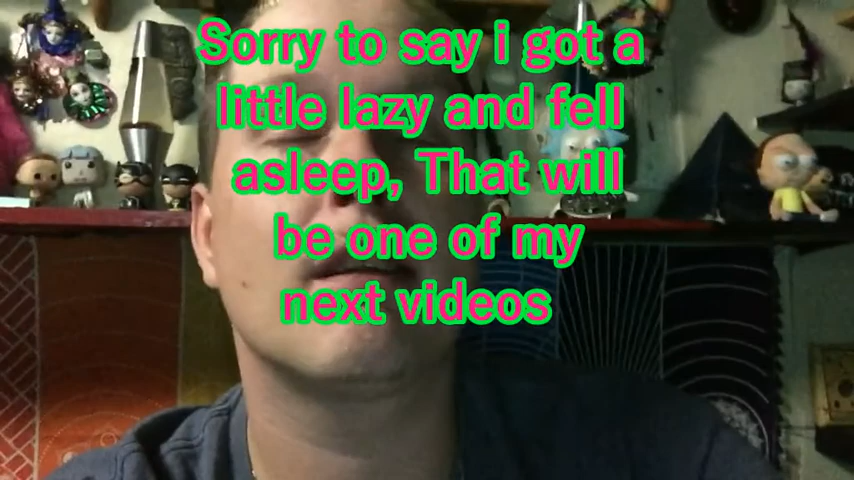 Sorry to say i got a
little lazy and fell
asleep, That will
be one of my
next videos